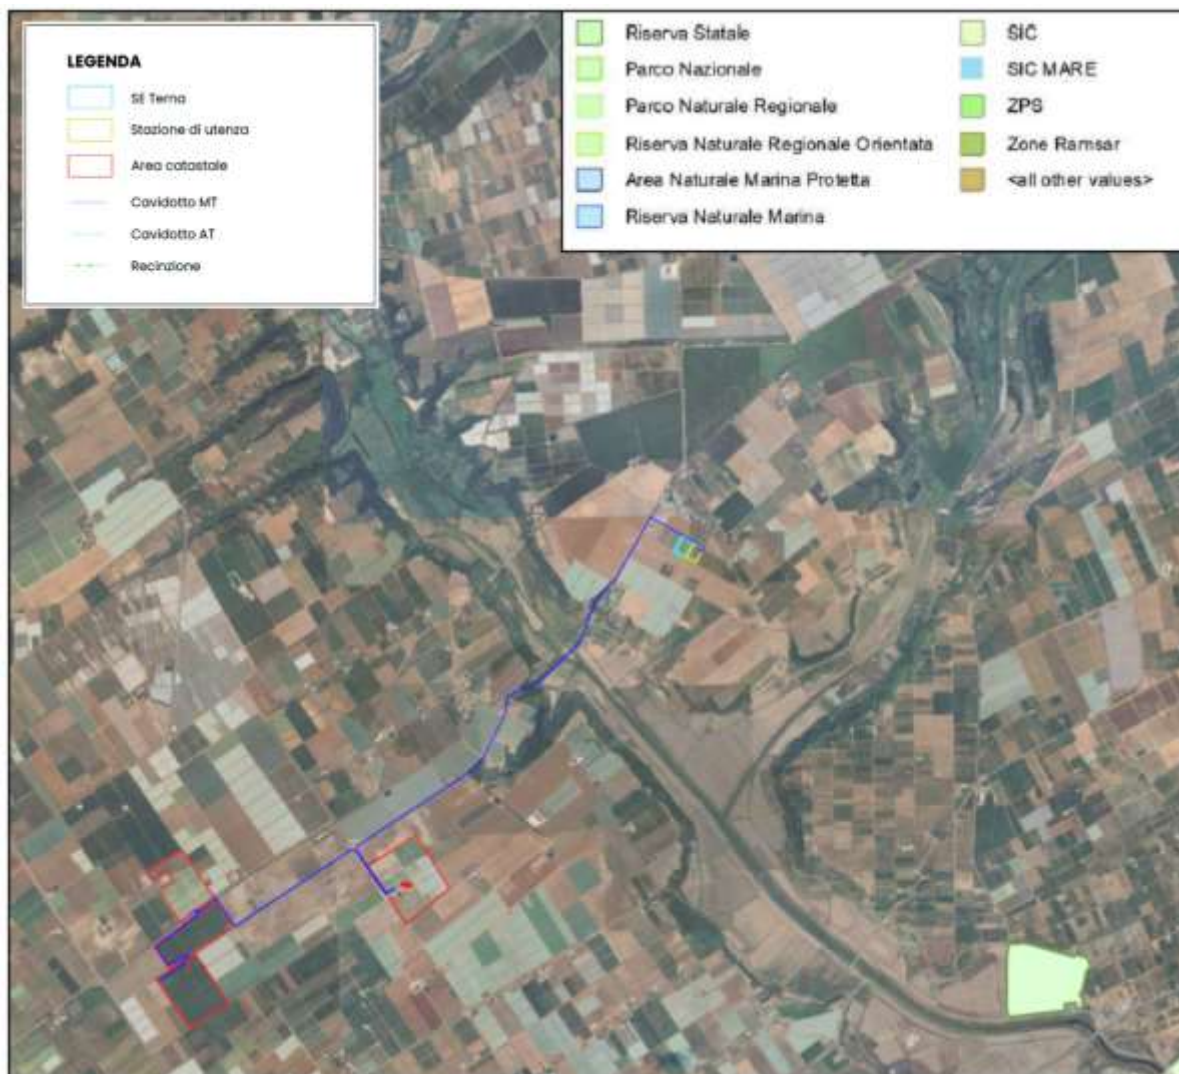 LEGENDA
SE Terna
Stazione di utenza
Area catastale
Cavidotto MT
Cavidotto AT
Recinzione
Riserva Statale
Parco Nazionale
Parco Naturale Regionale
Riserva Naturale Regionale Orientata
Area Naturale Marina Protetta
Riserva Naturale Marina
SIC
SIC MARE
ZPS
Zone Ramsar
<all other values>